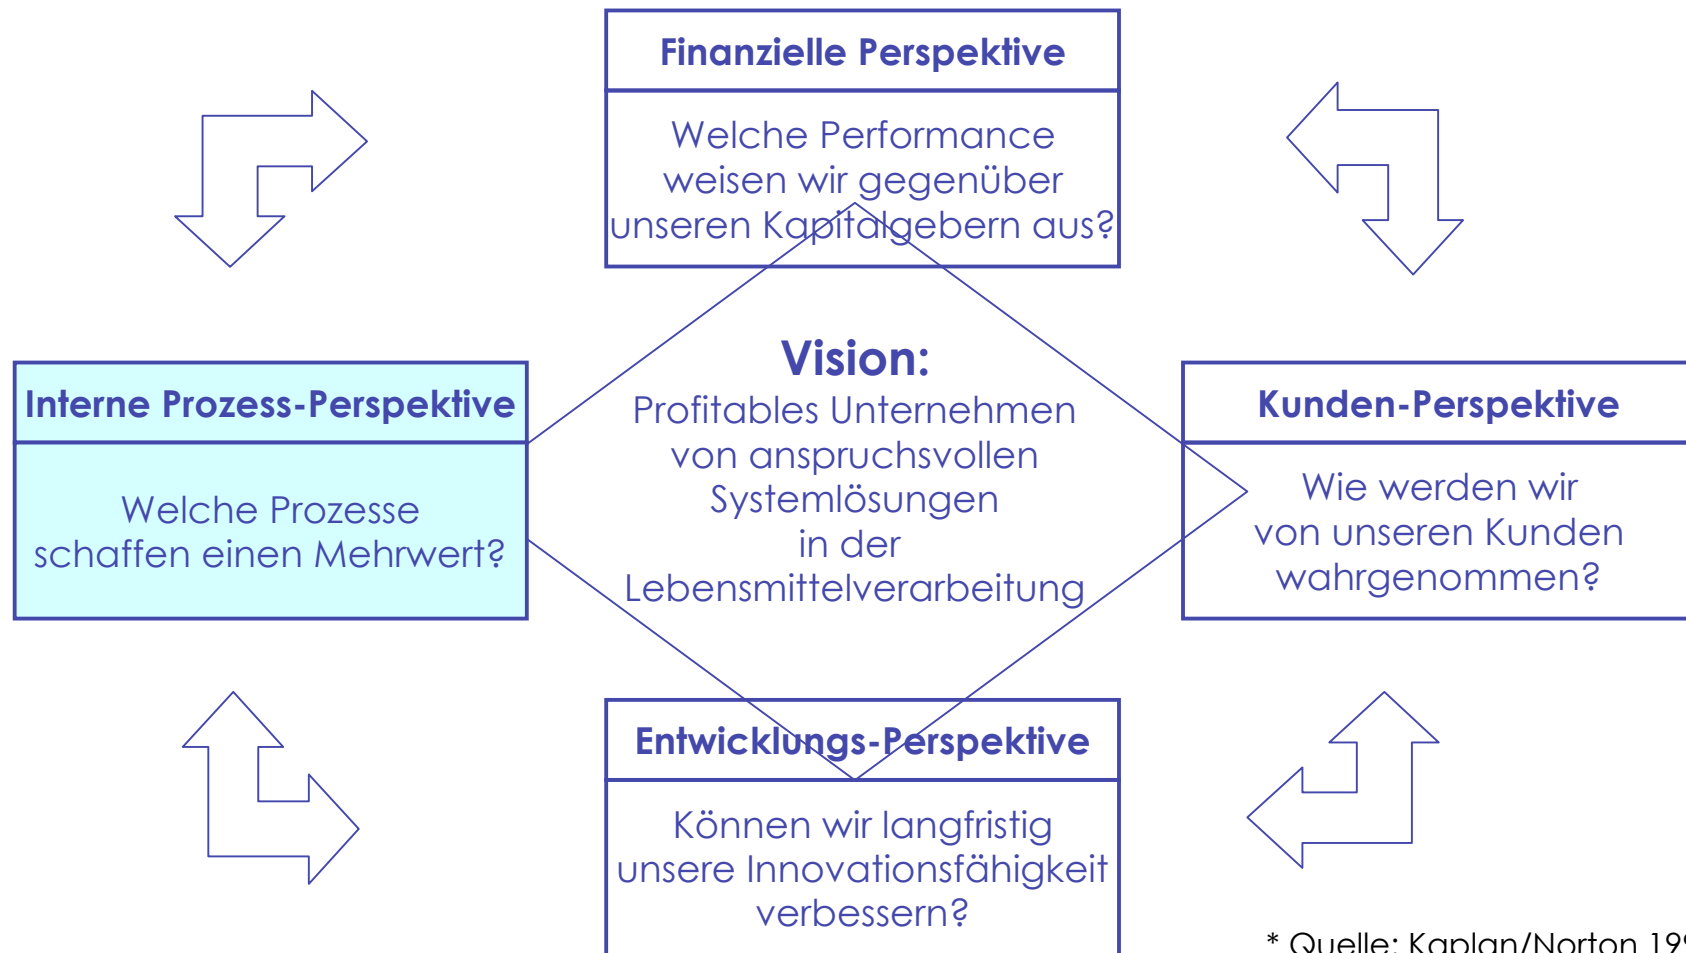 Finanzielle Perspektive
Welche Performance
weisen wir gegenüber
unseren Kapitalgebern aus?
Interne Prozess-Perspektive
Welche Prozesse
schaffen einen Mehrwert?
Vision:
Profitables Unternehmen
von anspruchsvollen
Systemlösungen
in der
Lebensmittelverarbeitung
Kunden-Perspektive
Wie werden wir
von unseren Kunden
wahrgenommen?
Entwicklungs-Perspektive
Können wir langfristig
unsere Innovationsfähigkeit
verbessern?
* Quelle: Kaplan/Norton